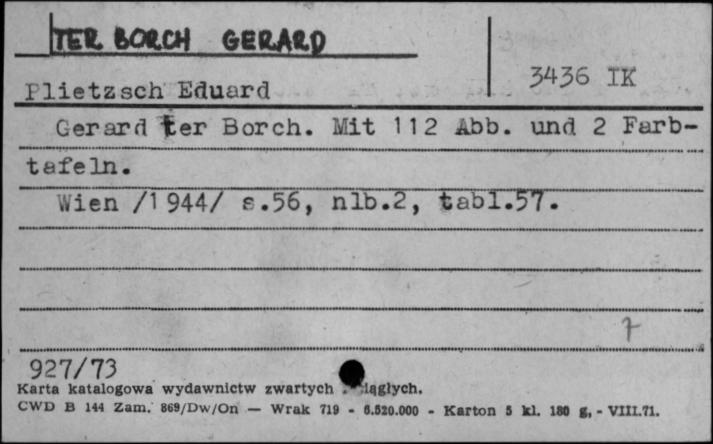 TER BORCH GERARD
3436 IK
Plietzsch Eduard
Gerard ter Borch. Mit 112 Abb. und 2 Farb-
tafeln.
Wien /1944/ s.56, nlb.2, tabl.57.
7
927/73
Karta katalogowa wydawnictw zwartych ciągłych.
CWD B 144 Zam. 869/Dw/On — Wrak 719 - 6.520.000 - Karton 5 kl. 180 g, - VIII.71.